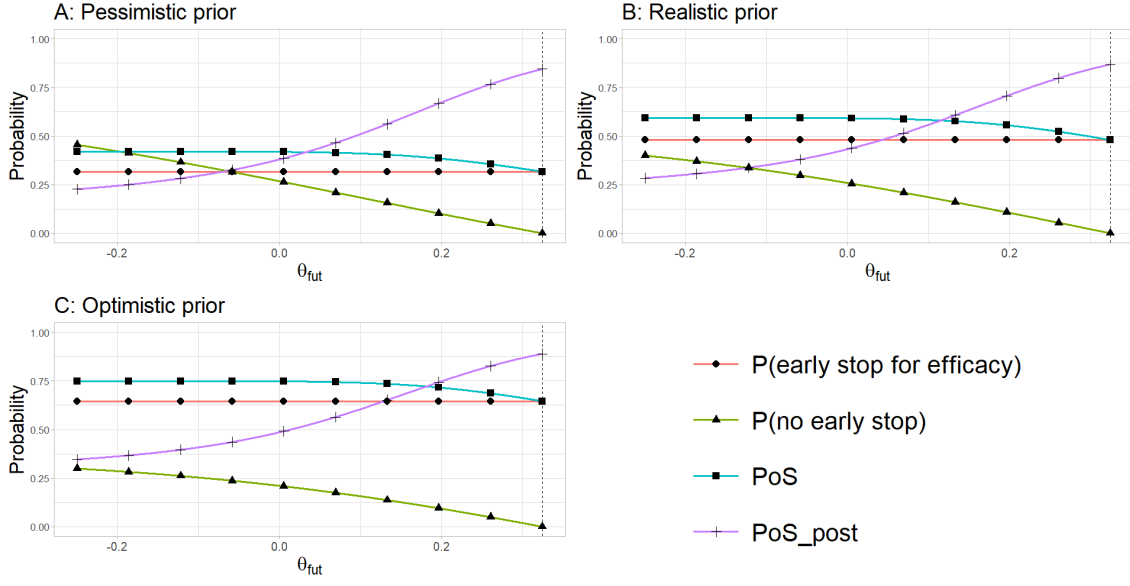 A: Pessimistic prior
Probability
1.00
0.75
0.50
0.25
0.00
-0.2
0.0
0.2
θfut
B: Realistic prior
Probability
1.00
0.75
0.50
0.25
0.00
-0.2
0.0
0.2
θfut
C: Optimistic prior
Probability
1.00
0.75
0.50
0.25
0.00
-0.2
0.0
0.2
θfut
P(early stop for efficacy)
P(no early stop)
PoS
PoS_post